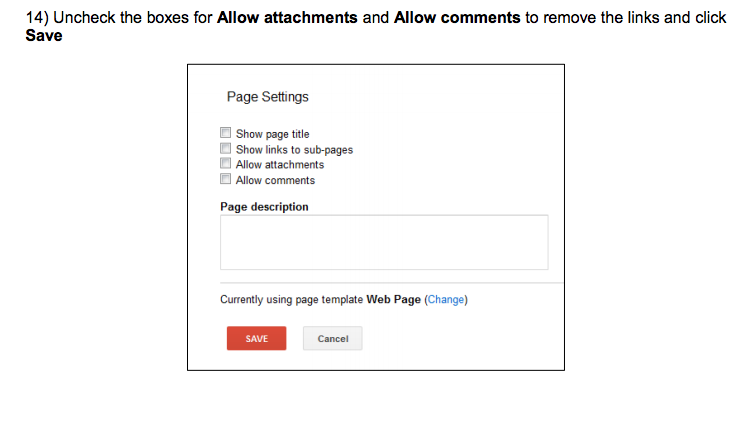 14) Uncheck the boxes for Allow attachments and Allow comments to remove the links and click
Save
Page Settings
Show page title
Show links to sub-pages
Allow attachments
Allow comments
Page description
Currently using page template Web Page (Change)
SAVE Cancel